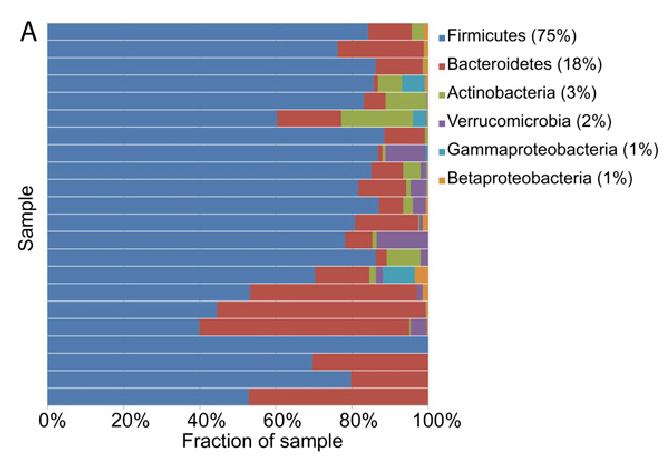 A
Firmicutes (75%)
Bacteroidetes (18%)
Actinobacteria (3%)
Verrucomicrobia (2%)
Gammaproteobacteria (1%)
Betaproteobacteria (1%)
Sample
0% 20% 40% 60% 80% 100%
Fraction of sample